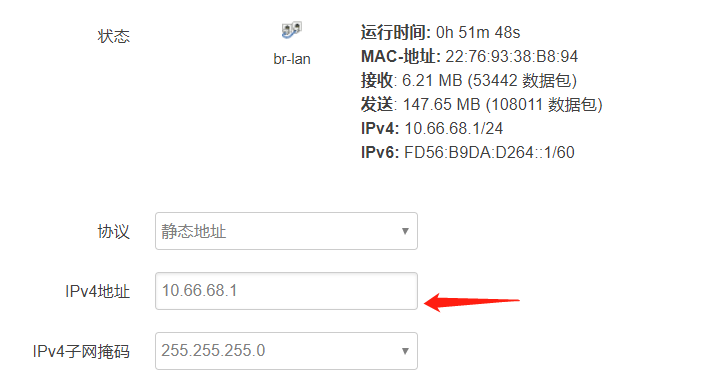 状态
br-lan
运行时间: 0h 51m 48s
MAC-地址: 22:76:93:38:B8:94
接收: 6.21 MB (53442 数据包)
发送: 147.65 MB (108011 数据包)
IPv4: 10.66.68.1/24
IPv6: FD56:B9DA:D264::1/60
协议 静态地址
IPv4地址 10.66.68.1
IPv4子网掩码 255.255.255.0